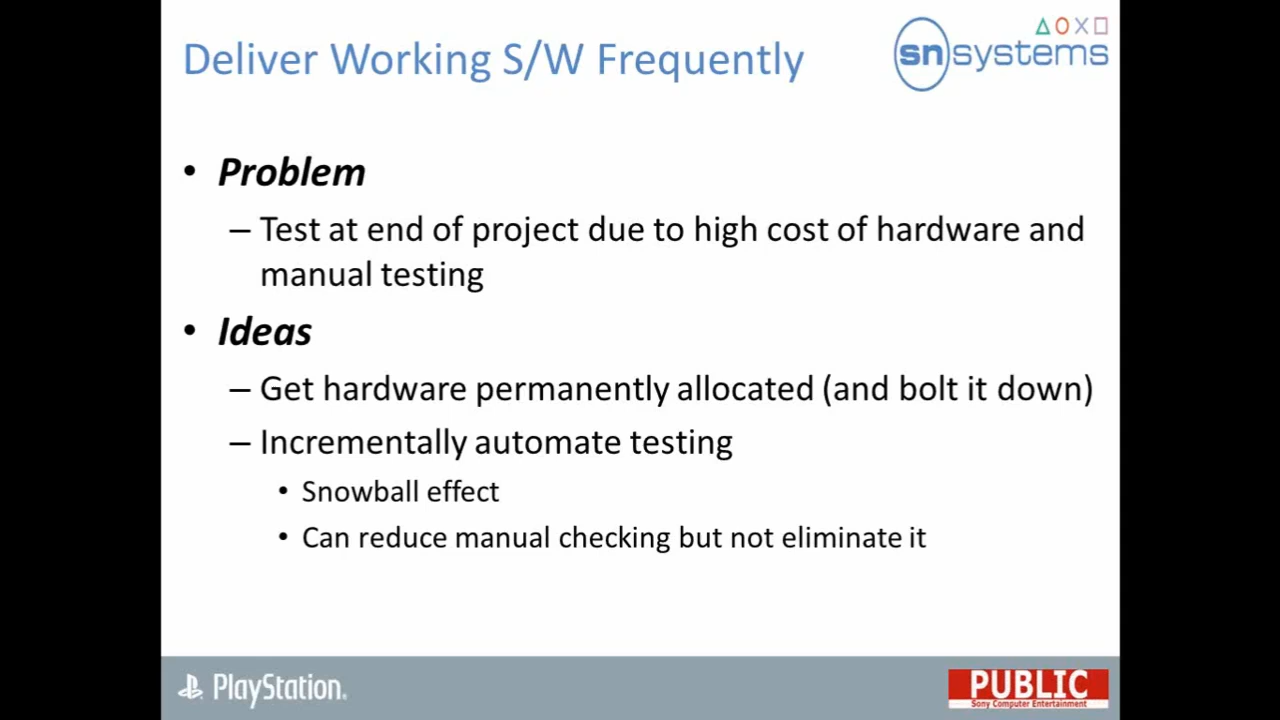 Deliver Working S/W Frequently
sn systems
• Problem
– Test at end of project due to high cost of hardware and
manual testing
• Ideas
– Get hardware permanently allocated (and bolt it down)
– Incrementally automate testing
• Snowball effect
• Can reduce manual checking but not eliminate it
PlayStation.
PUBLIC
Sony Computer Entertainment